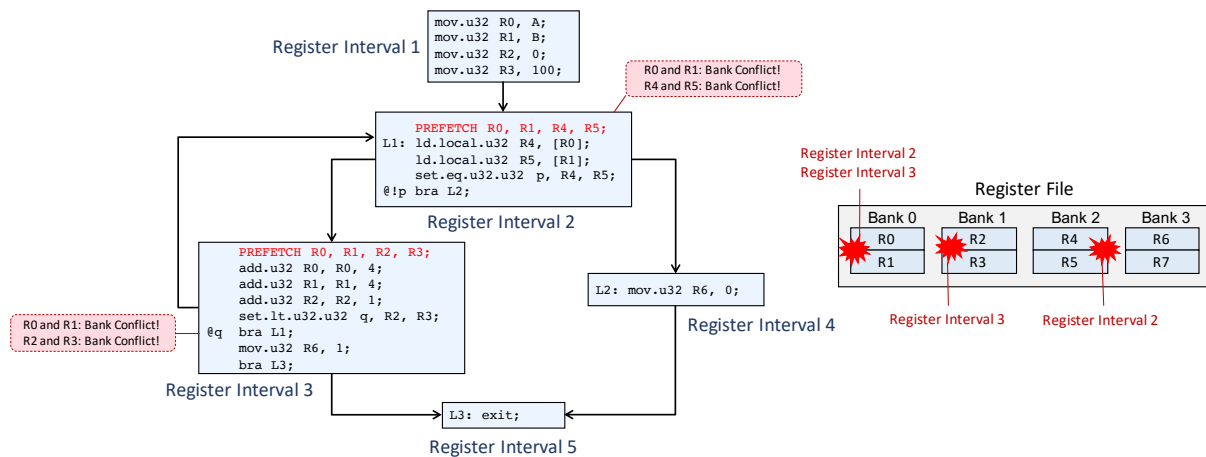 mov.u32 R0, A;
mov.u32 R1, B;
mov.u32 R2, 0;
mov.u32 R3, 100;
Register Interval 1
R0 and R1: Bank Conflict!
R4 and R5: Bank Conflict!
PREFETCH R0, R1, R4, R5;
L1: ld.local.u32 R4, [R0];
ld.local.u32 R5, [R1];
set.eq.u32.u32 p, R4, R5;
@!p bra L2;
Register Interval 2
PREFETCH R0, R1, R2, R3;
add.u32 R0, R0, 4;
add.u32 R1, R1, 4;
add.u32 R2, R2, 1;
set.lt.u32.u32 q, R2, R3;
@q bra L1;
mov.u32 R6, 1;
bra L3;
R0 and R1: Bank Conflict!
R2 and R3: Bank Conflict!
Register Interval 3
L2: mov.u32 R6, 0;
Register Interval 4
L3: exit;
Register Interval 5
Register Interval 2
Register Interval 3
Register File
Bank 0 Bank 1 Bank 2 Bank 3
R0 R2 R4 R6
R1 R3 R5 R7
Register Interval 3 Register Interval 2